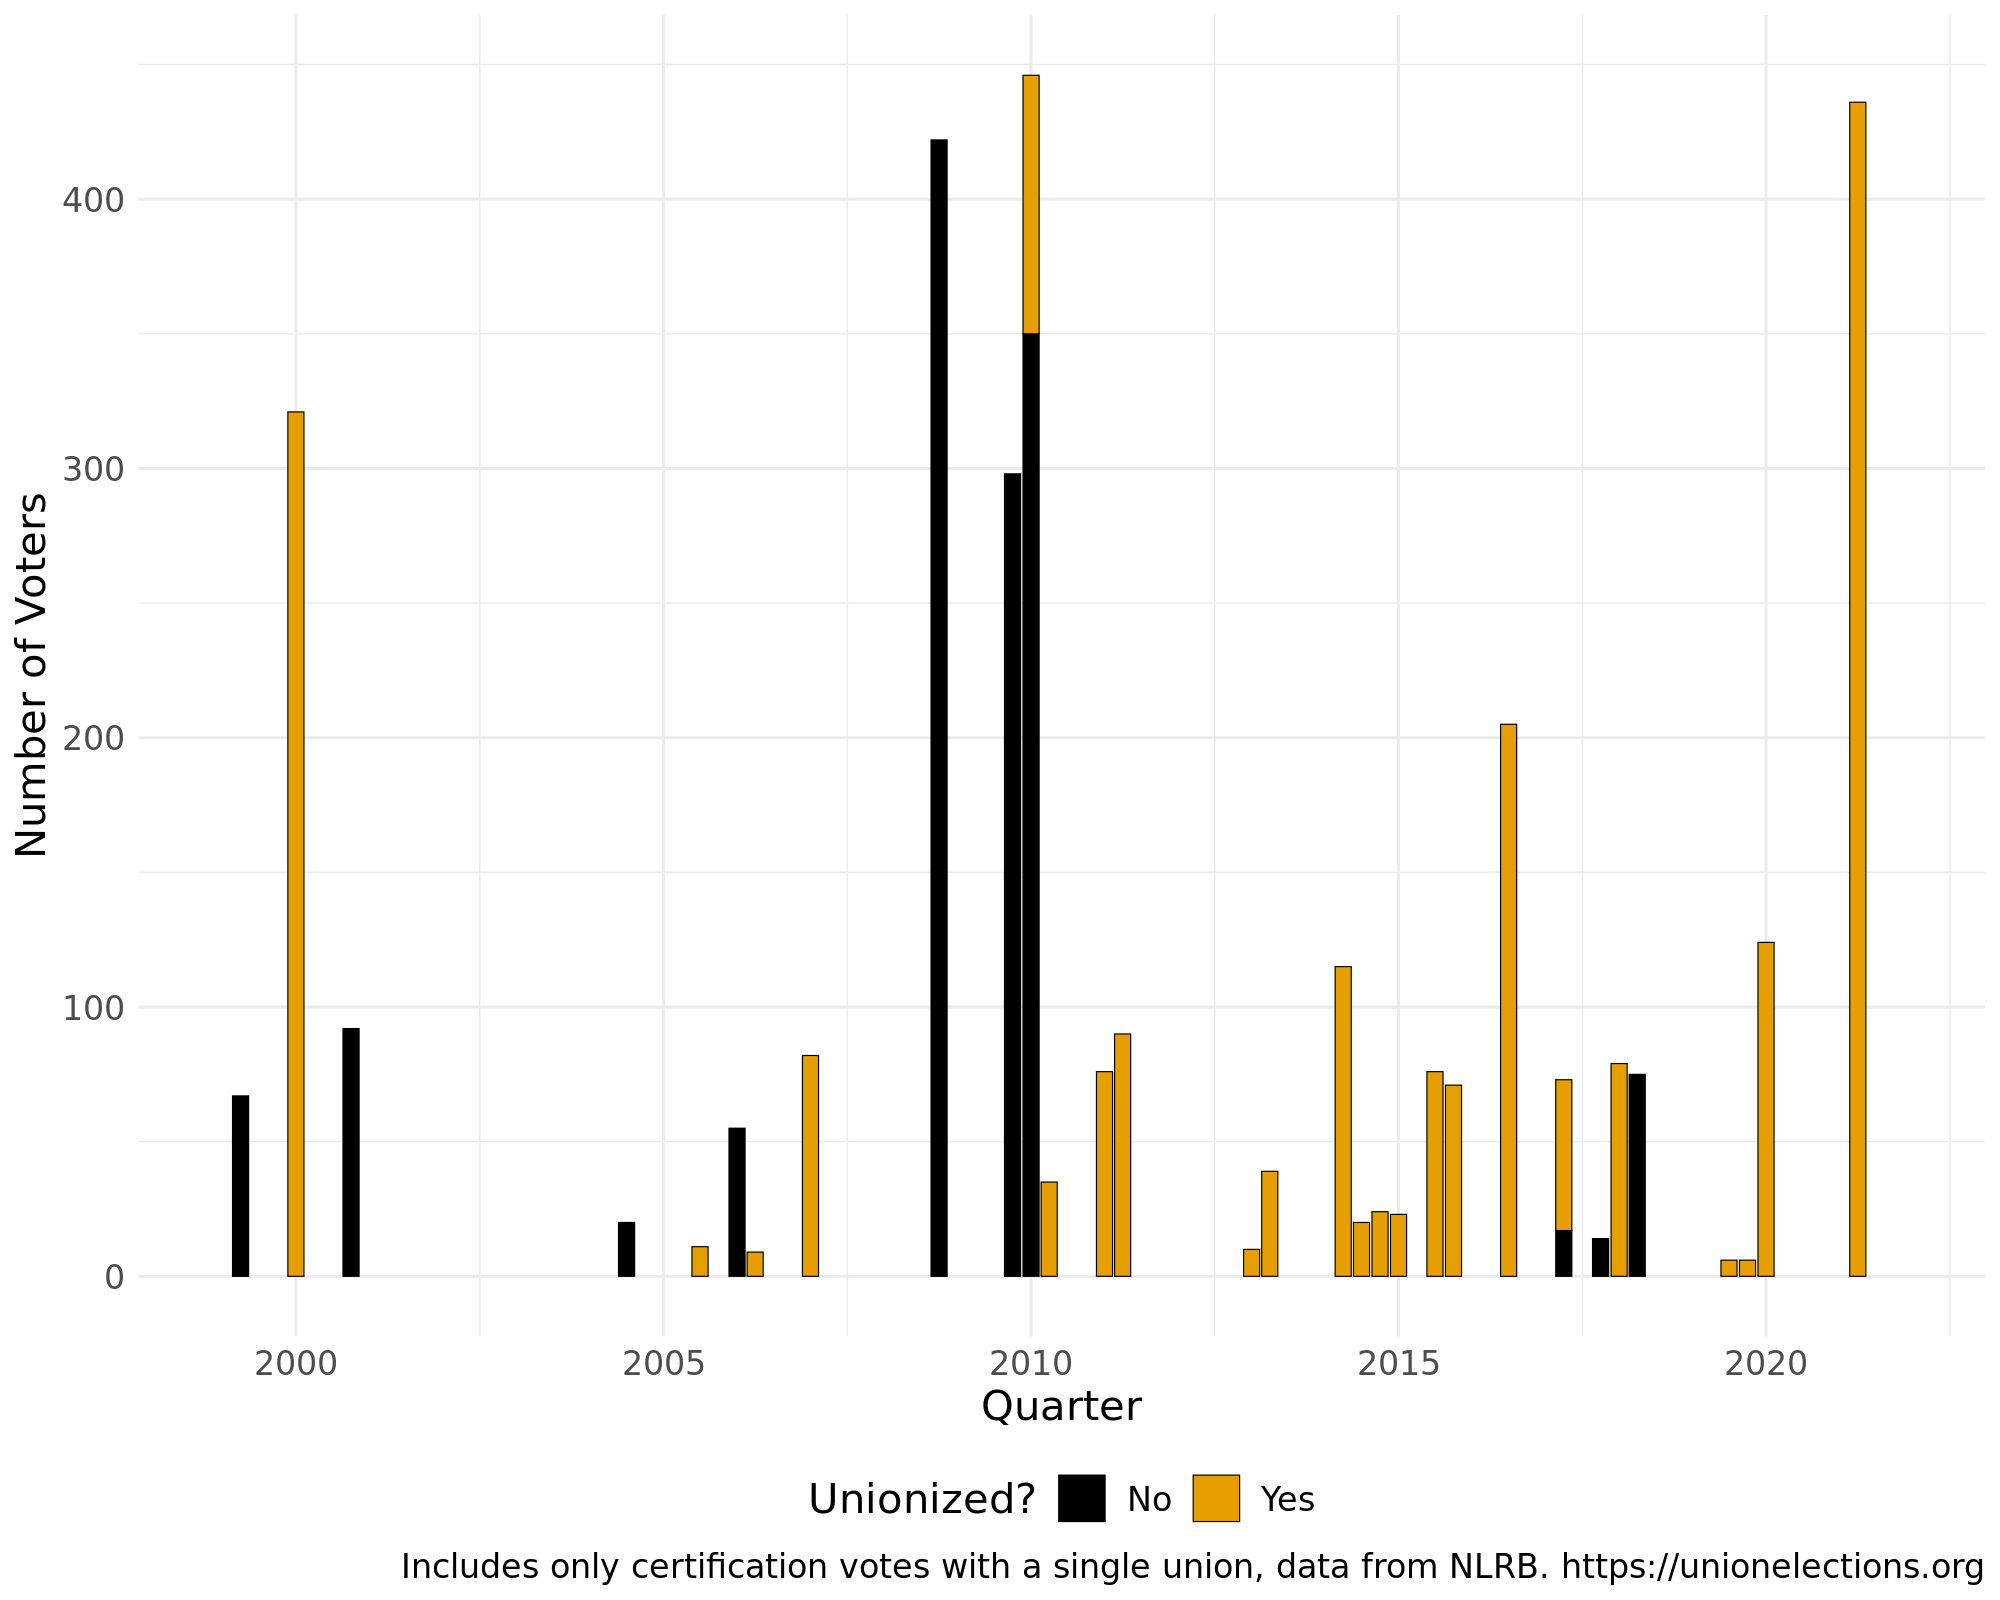 Number of Voters
400
300
200
100
0
2000 2005 2010 2015 2020
Quarter
Unionized? No Yes
Includes only certification votes with a single union, data from NLRB. https://unionelections.org